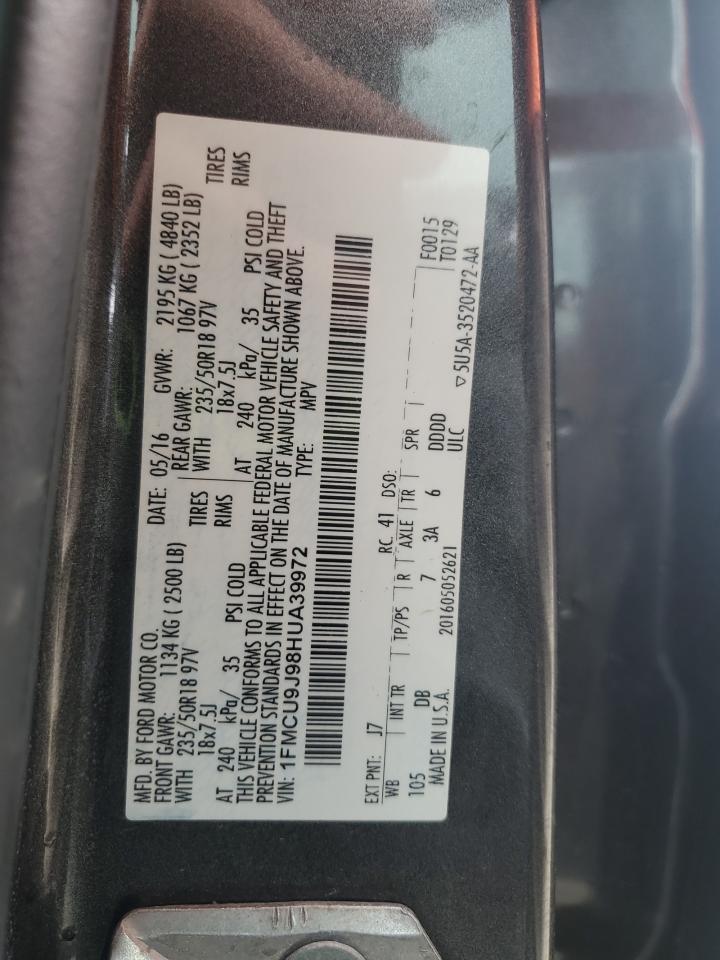 MFD. BY FORD MOTOR CO.
DATE: 05/16 GVWR: 2195 KG ( 4840 LB)
FRONT GAWR: 1134 KG ( 2500 LB) REAR GAWR: 1067 KG ( 2352 LB)
WITH 235/50R18 97V TIRES WITH 235/50R18 97V TIRES
18x7.5J RIMS 18x7.5J RIMS
AT 240 kPa/ 35 PSI COLD AT 240 kPa/ 35 PSI COLD
THIS VEHICLE CONFORMS TO ALL APPLICABLE FEDERAL MOTOR VEHICLE SAFETY AND THEFT
PREVENTION STANDARDS IN EFFECT ON THE DATE OF MANUFACTURE SHOWN ABOVE.
VIN: 1FMCU9J98HUA39972 TYPE: MPV
EXT PNT: J7 RC: 41 DSO: F0015
WB INT TR TP/PS R AXLE TR SPR T0129
105 DB 7 3A 6 DDDD
MADE IN U.S.A. 201605052621 ULC ▽5U5A-3520472-AA